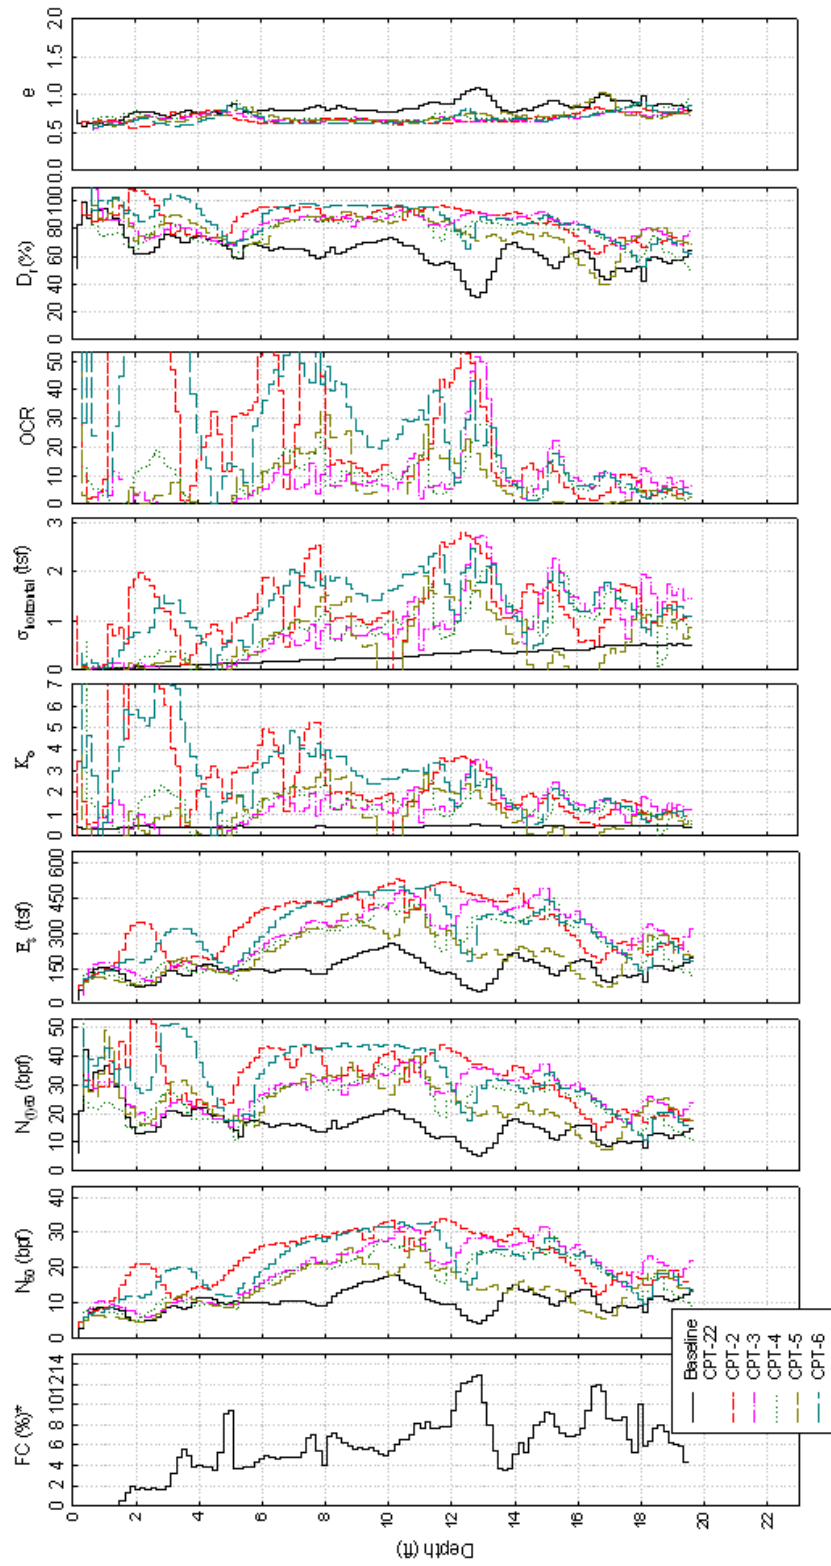 FC (%)*
0 2 4 6 8 10 12 14
N60 (bpf)
0 10 20 30 40
N(1)60 (bpf)
0 10 20 30 40 50
Es (tsf)
0 150 300 450 600
Ko
0 1 2 3 4 5 6 7
σhorizontal (tsf)
0 1 2 3
OCR
0 10 20 30 40 50
Dr (%)
0 20 40 60 80 100
e
0.0 0.5 1.0 1.5 2.0
Depth (ft)
0
2
4
6
8
10
12
14
16
18
20
22
Baseline
CPT-22
CPT-2
CPT-3
CPT-4
CPT-5
CPT-6